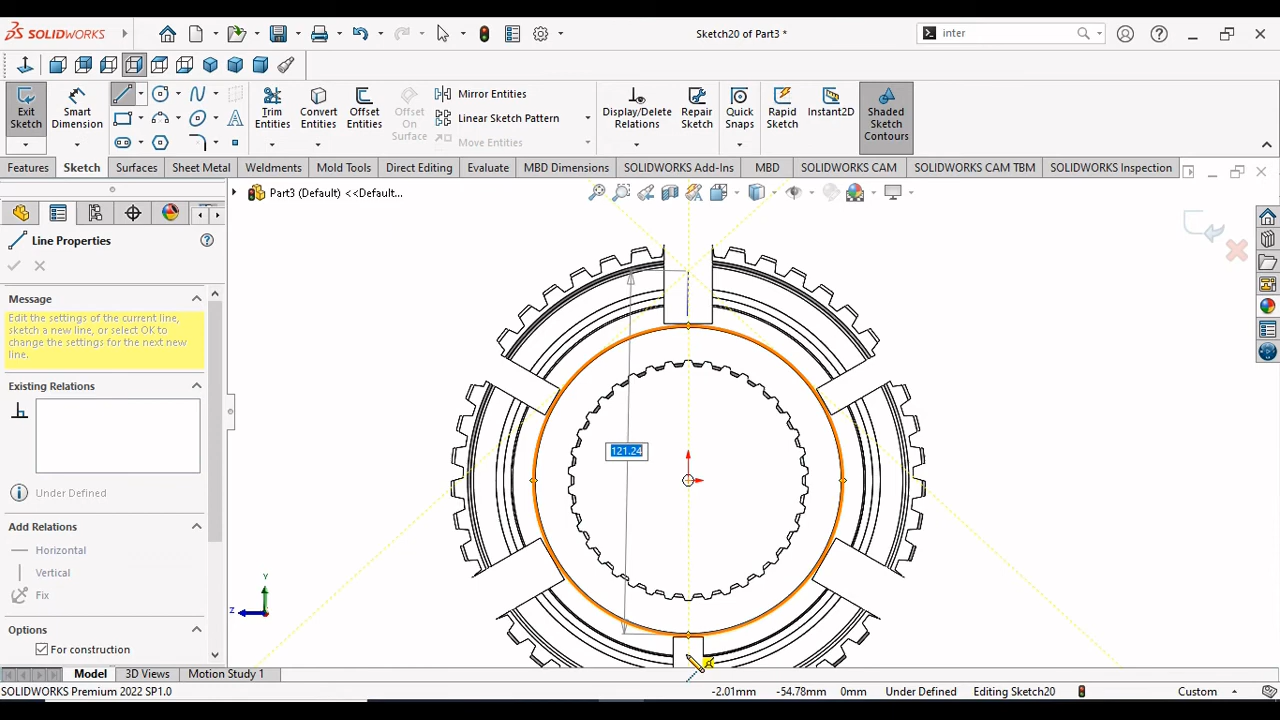 SOLIDWORKS
Sketch20 of Part3 *
inter
Exit Sketch
Smart Dimension
Trim Entities
Convert Entities
Offset Entities
Offset On Surface
Mirror Entities
Linear Sketch Pattern
Move Entities
Display/Delete Relations
Repair Sketch
Quick Snaps
Rapid Sketch
Instant2D
Shaded Sketch Contours
Features
Sketch
Surfaces
Sheet Metal
Weldments
Mold Tools
Direct Editing
Evaluate
MBD Dimensions
SOLIDWORKS Add-Ins
MBD
SOLIDWORKS CAM
SOLIDWORKS CAM TBM
SOLIDWORKS Inspection
Part3 (Default) <<Default...
Line Properties
Message
Edit the settings of the current line,
sketch a new line, or select OK to
change the settings for the next new
line.
Existing Relations
Under Defined
Add Relations
Horizontal
Vertical
Fix
Options
For construction
121.24
Y
Z
Model
3D Views
Motion Study 1
SOLIDWORKS Premium 2022 SP1.0
-2.01mm
-54.78mm
0mm
Under Defined
Editing Sketch20
Custom